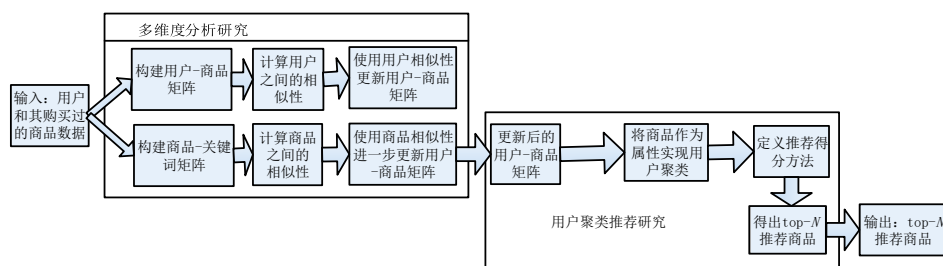 多维度分析研究
输入：用户
和其购买过
的商品数据
构建用户-商品
矩阵
计算用户
之间的相
似性
使用用户相似性
更新用户-商品
矩阵
构建商品-关键
词矩阵
计算商品
之间的
相似性
使用商品相似性
进一步更新用户
-商品矩阵
更新后的
用户-商品
矩阵
将商品作为
属性实现用
户聚类
定义推荐得
分方法
得出top-N
推荐商品
输出：top-N
推荐商品
用户聚类推荐研究